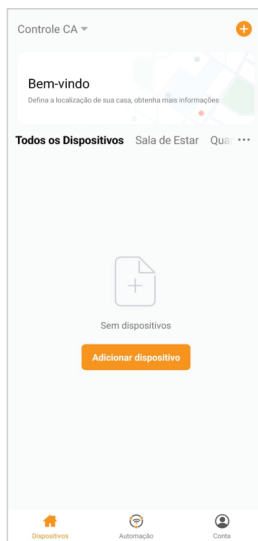 Controle CA
Bem-vindo
Defina a localização de sua casa, obtenha mais informações
Todos os Dispositivos Sala de Estar Qua
Sem dispositivos
Adicionar dispositivo
Dispositivos Automação Conta